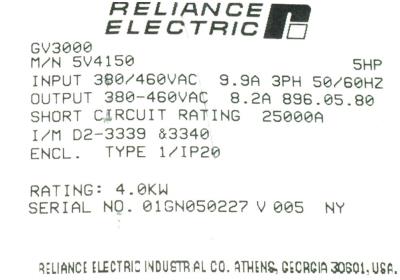 RELIANCE
ELECTRIC
GV3000
M/N 5V4150 5HP
INPUT 380/460VAC 9.9A 3PH 50/60HZ
OUTPUT 380-460VAC 8.2A 896.05.80
SHORT CIRCUIT RATING 25000A
I/M D2-3339 &3340
ENCL. TYPE 1/IP20
RATING: 4.0KW
SERIAL NO. 01GN050227 V 005 NY
RELIANCE ELECTRIC INDUSTRIAL CO. ATHENS, GEORGIA 30601, USA.